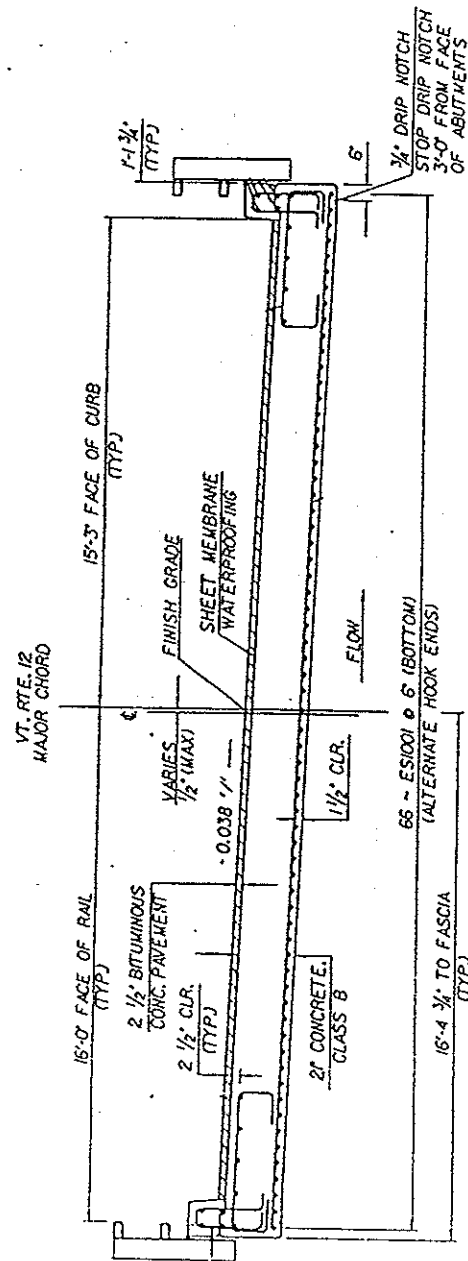 VT. RTE. 12
MAJOR CHORD
16'-0" FACE OF RAIL
(TYP.)
15'-3" FACE OF CURB
(TYP.)
1'-1 3/4"
(TYP.)
℄
VARIES
1/2" (MAX)
FINISH GRADE
2 1/2" BITUMINOUS
CONC. PAVEMENT
- 0.038 '/'
SHEET MEMBRANE
WATERPROOFING
2 1/2" CLR.
(TYP.)
21" CONCRETE,
CLASS B
1 1/2" CLR.
FLOW
6"
3/4" DRIP NOTCH
STOP DRIP NOTCH
3'-0" FROM FACE
OF ABUTMENTS
66 ~ ES1001 @ 6" (BOTTOM)
(ALTERNATE HOOK ENDS)
16'-4 3/4" TO FASCIA
(TYP.)